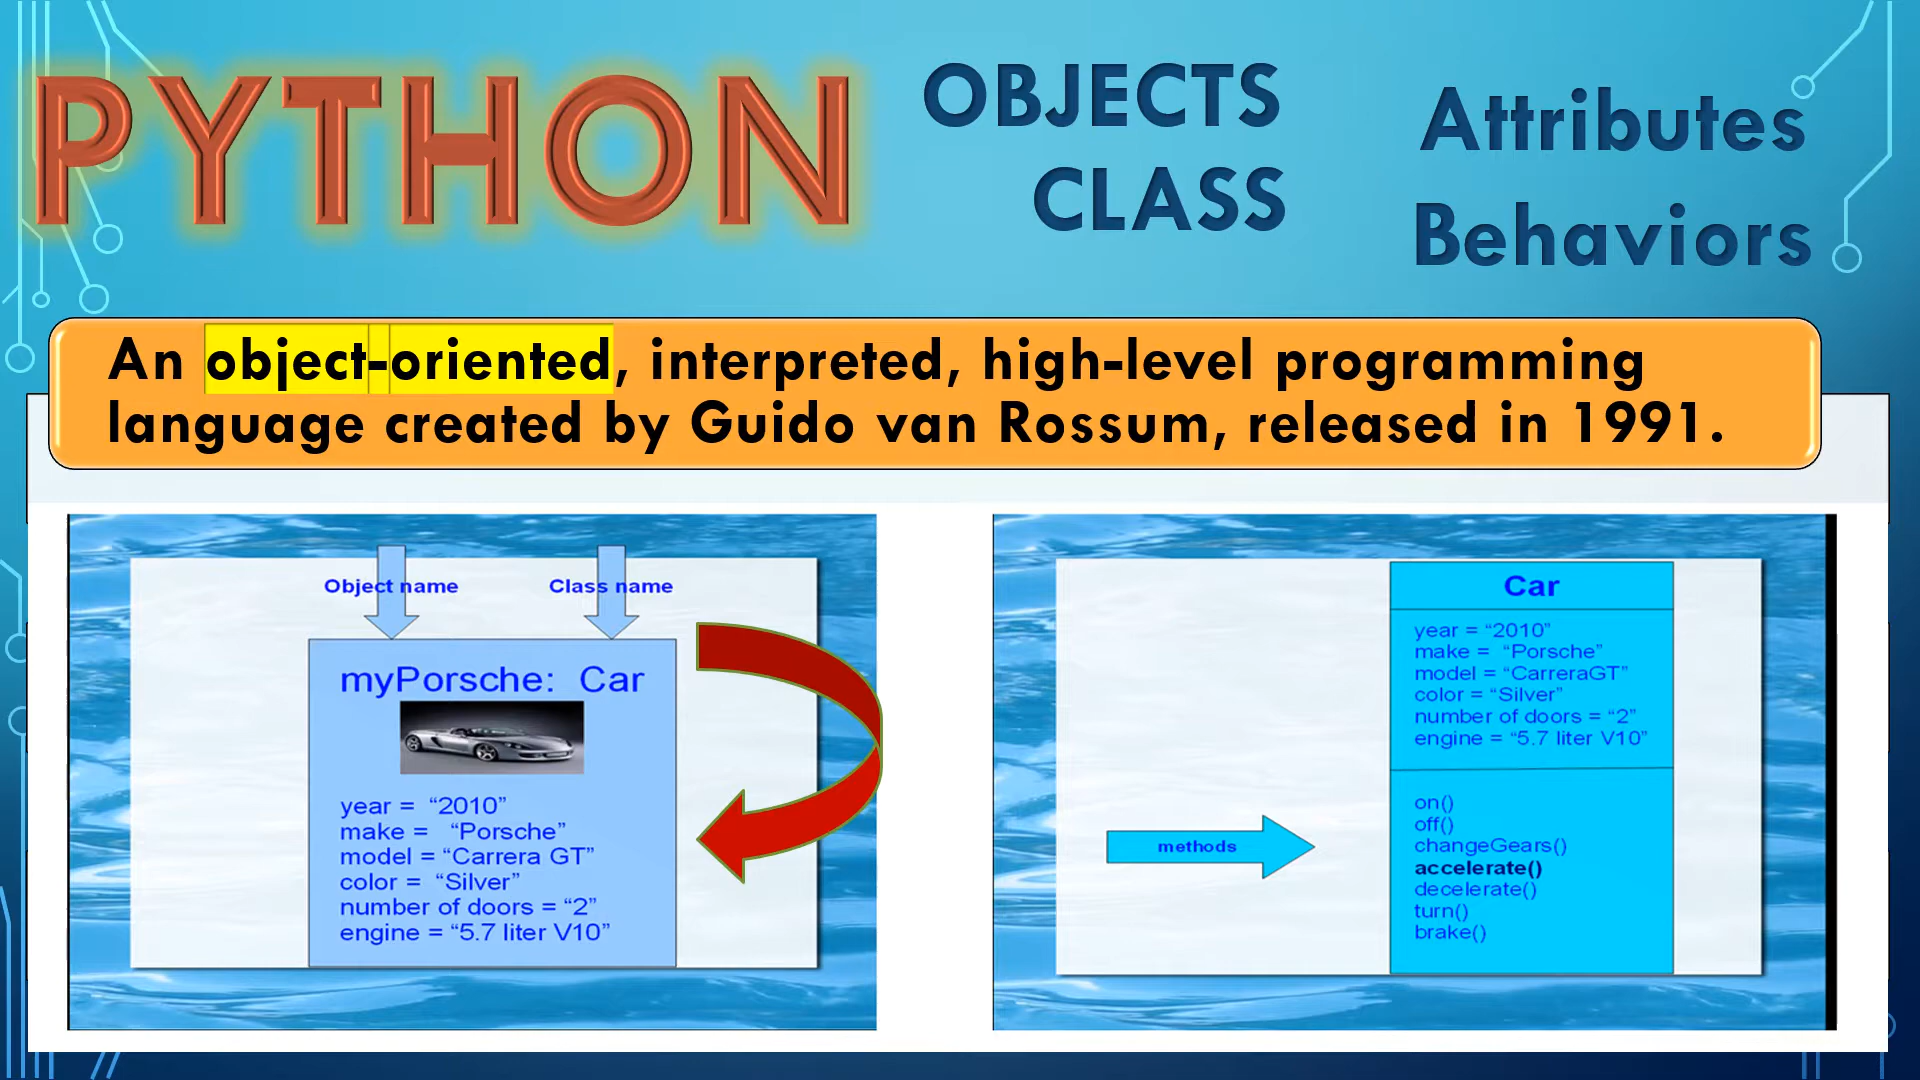 PYTHON
OBJECTS
CLASS
Attributes
Behaviors
An object-oriented, interpreted, high-level programming
language created by Guido van Rossum, released in 1991.
Object name
Class name
myPorsche: Car
year = “2010”
make = “Porsche”
model = “Carrera GT”
color = “Silver”
number of doors = “2”
engine = “5.7 liter V10”
methods
Car
year = “2010”
make = “Porsche”
model = “CarreraGT”
color = “Silver”
number of doors = “2”
engine = “5.7 liter V10”
on()
off()
changeGears()
accelerate()
decelerate()
turn()
brake()